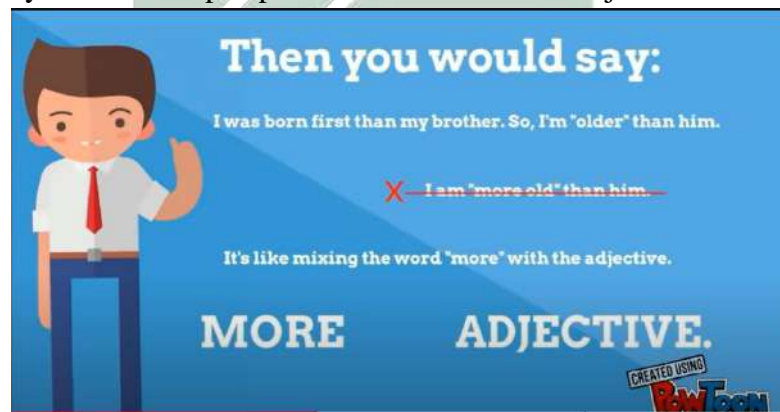 Then you would say:
I was born first than my brother. So, I'm "older" than him.
X I am "more old" than him.
It's like mixing the word "more" with the adjective.
MORE ADJECTIVE.
CREATED USING
POWTOON